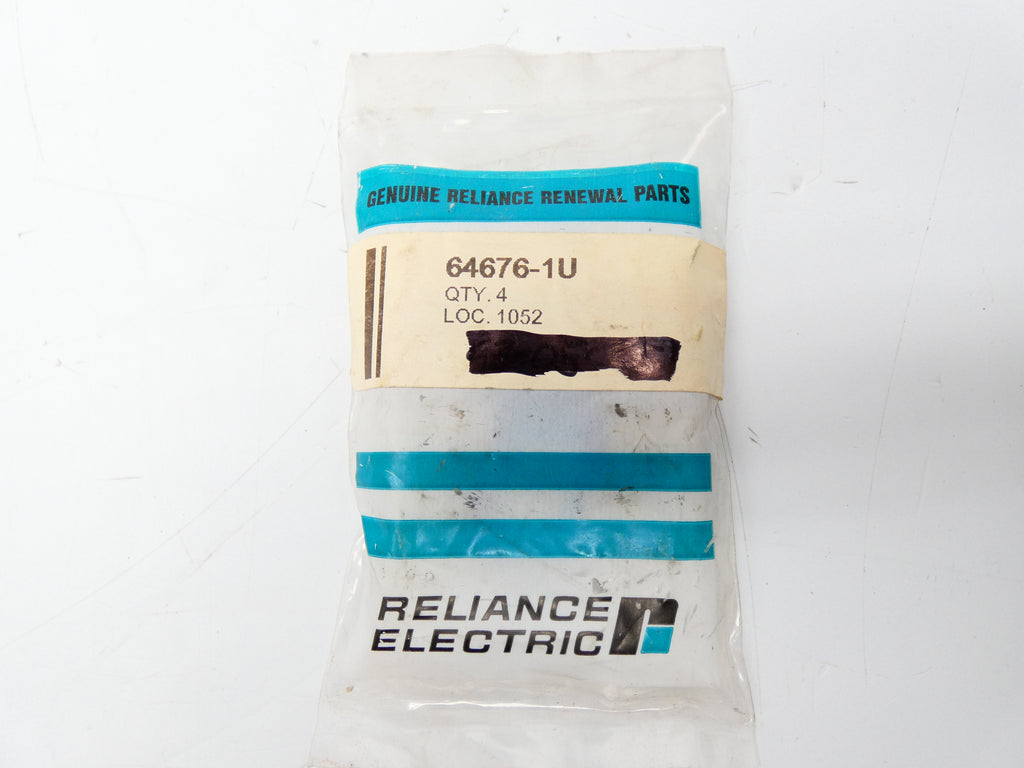 GENUINE RELIANCE RENEWAL PARTS
64676-1U
QTY. 4
LOC. 1052
RELIANCE
ELECTRIC